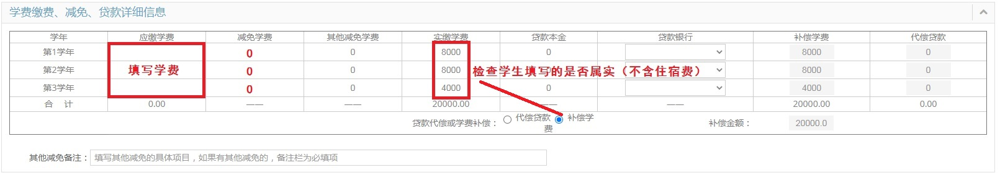 学费缴费、减免、贷款详细信息
学年 应缴学费 减免学费 其他减免学费 实缴学费 贷款本金 贷款银行 补偿学费 代偿贷款
第1学年 0 0 8000 0 8000 0
第2学年 填写学费 0 0 8000 检查学生填写的是否属实（不含住宿费） 8000 0
第3学年 0 0 4000 0 4000 0
合 计 0.00 —— —— 20000.00 —— —— 20000.00 0.00
贷款代偿或学费补偿： 代偿贷款 补偿学费 补偿金额： 20000.0
其他减免备注： 填写其他减免的具体项目，如果有其他减免的，备注栏为必填项